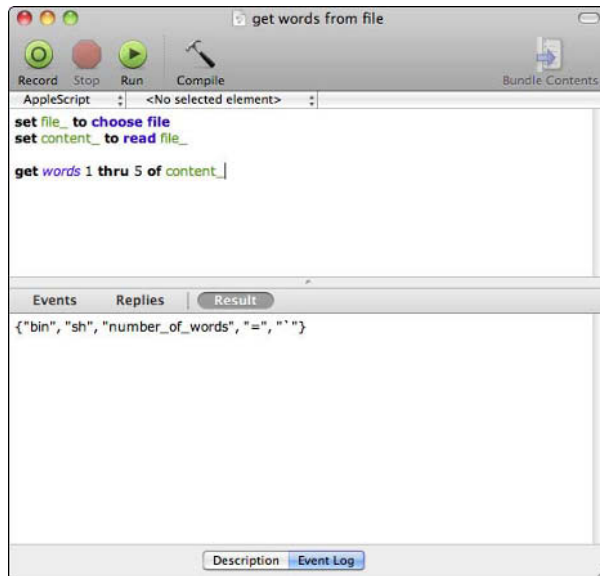 get words from file
Record Stop Run Compile Bundle Contents
AppleScript <No selected element>
set file_ to choose file
set content_ to read file_
get words 1 thru 5 of content_
Events Replies Result
{"bin", "sh", "number_of_words", "=", "`"}
Description Event Log